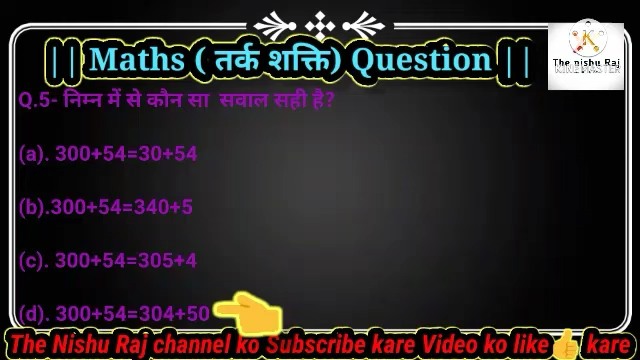 || Maths ( तर्क शक्ति) Question ||
The nishu Raj
KINEMASTER
Q.5- निम्न में से कौन सा सवाल सही है?
(a). 300+54=30+54
(b).300+54=340+5
(c). 300+54=305+4
(d). 300+54=304+50
The Nishu Raj channel ko Subscribe kare Video ko like kare